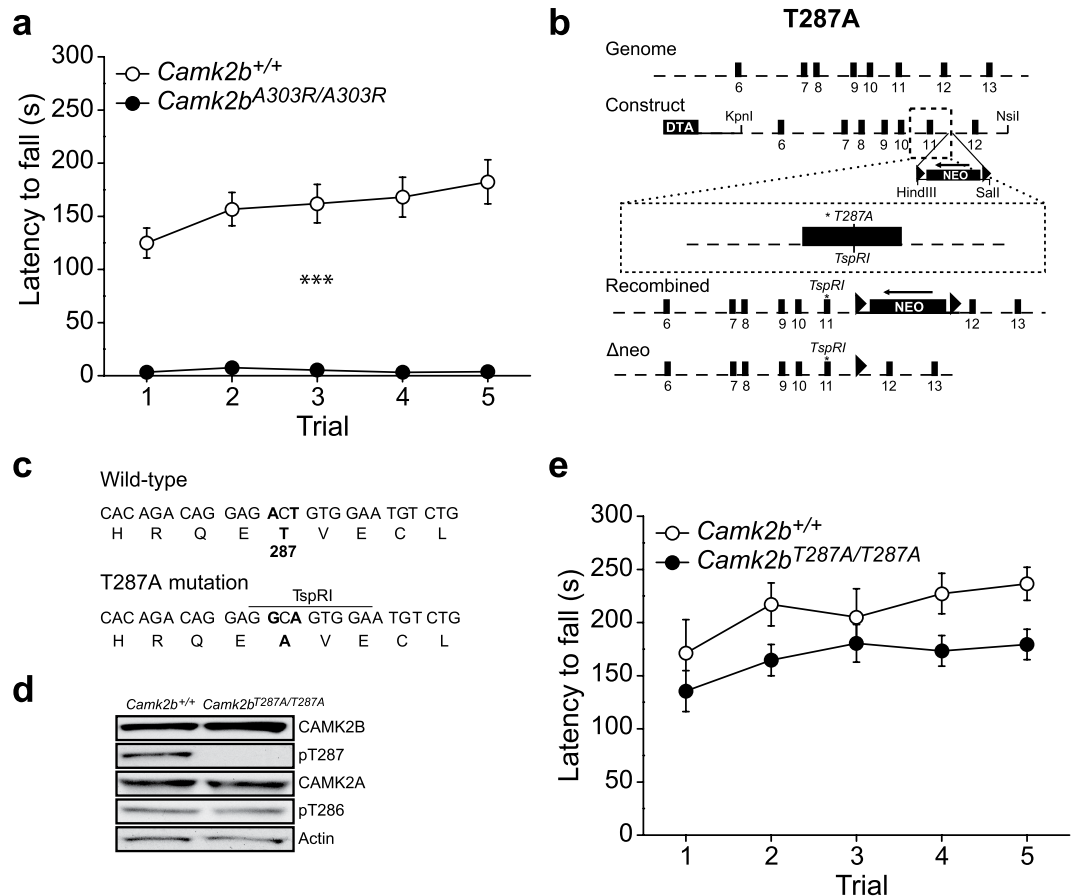 a
Latency to fall (s)
300
250
200
150
100
50
0
Camk2b+/+
Camk2bA303R/A303R
***
1 2 3 4 5
Trial
b
T287A
Genome
6 7 8 9 10 11 12 13
Construct
KpnI NsiI
DTA
6 7 8 9 10 11 12
NEO
HindIII SalI
* T287A
TspRI
Recombined
TspRI
*
NEO
6 7 8 9 10 11 12 13
Δneo
TspRI
*
6 7 8 9 10 11 12 13
c
Wild-type
CAC AGA CAG GAG ACT GTG GAA TGT CTG
H R Q E T V E C L
287
T287A mutation
TspRI
CAC AGA CAG GAG GCA GTG GAA TGT CTG
H R Q E A V E C L
d
Camk2b+/+ Camk2bT287A/T287A
CAMK2B
pT287
CAMK2A
pT286
Actin
e
Latency to fall (s)
300
250
200
150
100
50
0
Camk2b+/+
Camk2bT287A/T287A
1 2 3 4 5
Trial